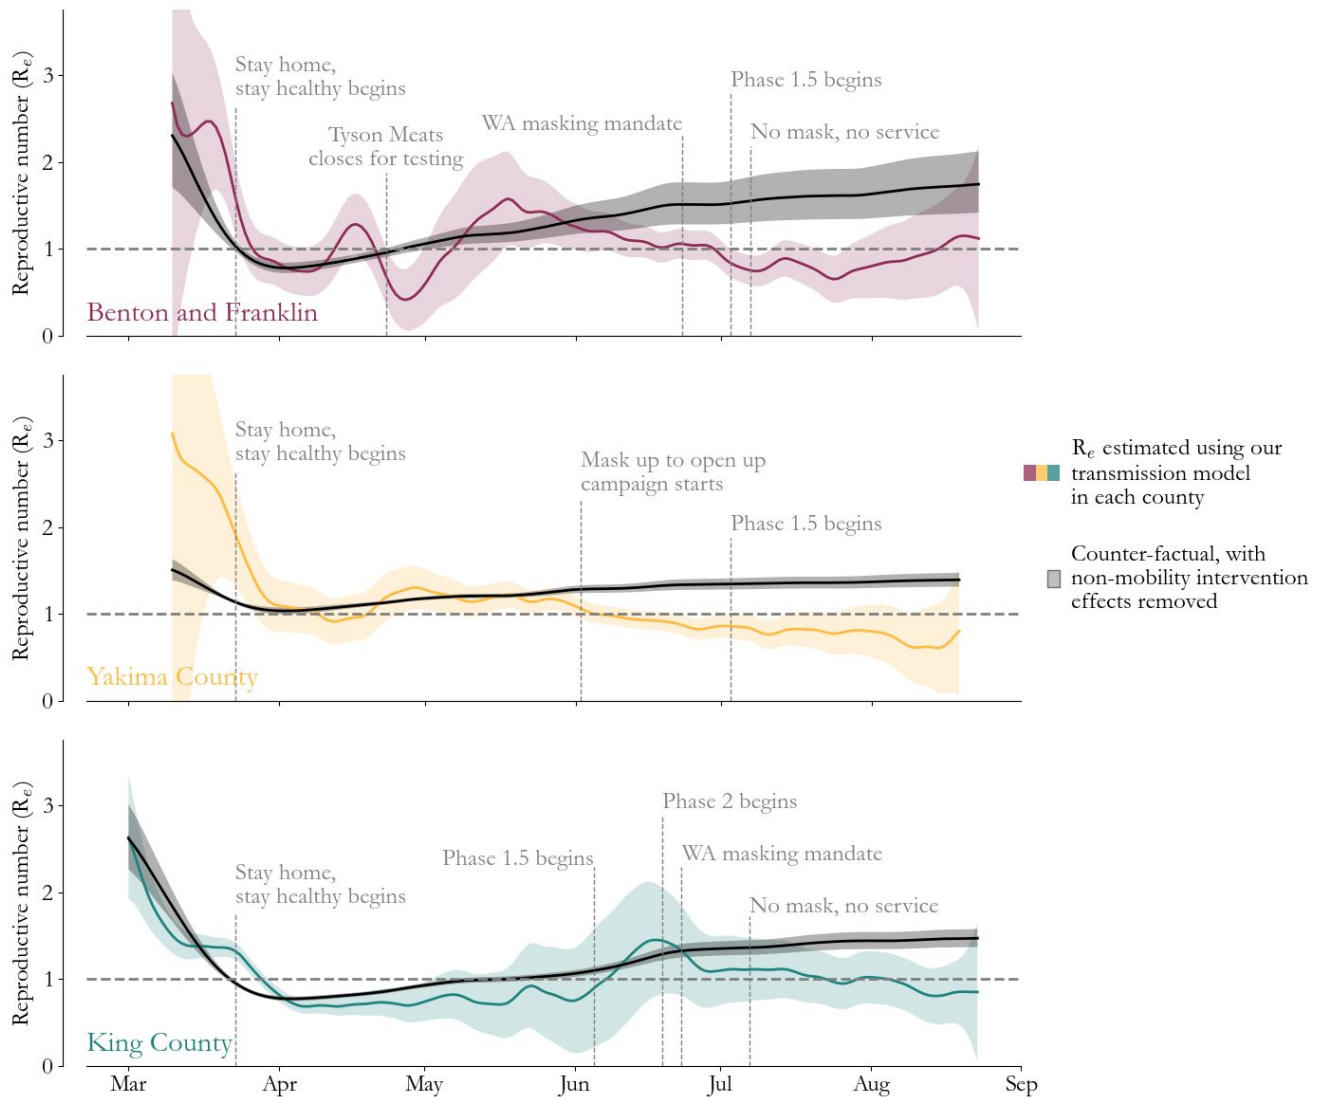 Reproductive number (Re)
3
2
1
0
Stay home,
stay healthy begins
Tyson Meats
closes for testing
WA masking mandate
Phase 1.5 begins
No mask, no service
Benton and Franklin
Reproductive number (Re)
3
2
1
0
Stay home,
stay healthy begins
Mask up to open up
campaign starts
Phase 1.5 begins
Yakima County
Re estimated using our
transmission model
in each county
Counter-factual, with
non-mobility intervention
effects removed
Reproductive number (Re)
3
2
1
0
Stay home,
stay healthy begins
Phase 1.5 begins
Phase 2 begins
WA masking mandate
No mask, no service
King County
Mar Apr May Jun Jul Aug Sep